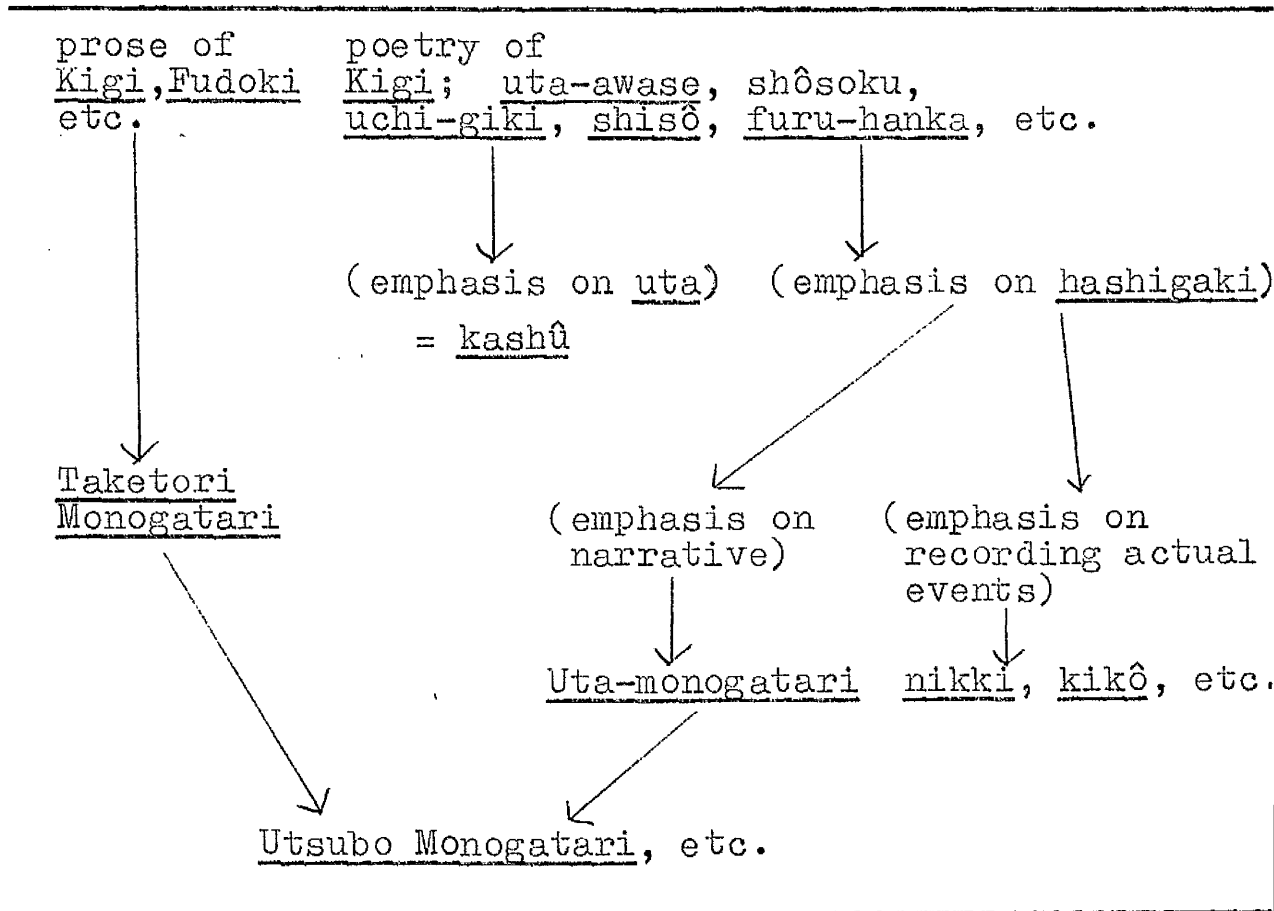 prose of
Kigi, Fudoki
etc.
poetry of
Kigi; uta-awase, shôsoku,
uchi-giki, shisô, furu-hanka, etc.
(emphasis on uta)
= kashû
(emphasis on hashigaki)
Taketori
Monogatari
(emphasis on
narrative)
(emphasis on
recording actual
events)
Uta-monogatari
nikki, kikô, etc.
Utsubo Monogatari, etc.